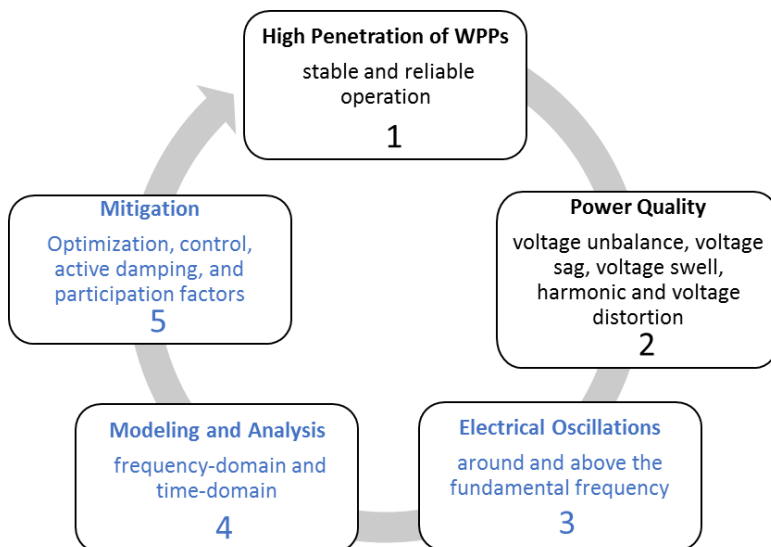 High Penetration of WPPs
stable and reliable
operation
1
Power Quality
voltage unbalance, voltage
sag, voltage swell,
harmonic and voltage
distortion
2
Electrical Oscillations
around and above the
fundamental frequency
3
Modeling and Analysis
frequency-domain and
time-domain
4
Mitigation
Optimization, control,
active damping, and
participation factors
5